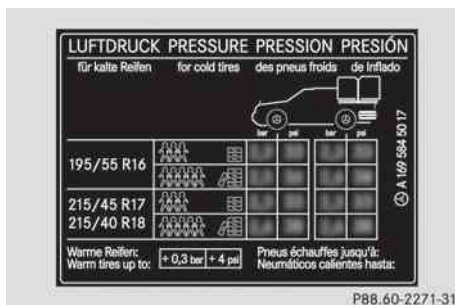 LUFTDRUCK PRESSURE PRESSION PRESIÓN
für kalte Reifen for cold tires des pneus froids de Inflado
bar psi bar psi
195/55 R16
215/45 R17
215/40 R18
A 169 584 50 17
Warme Reifen: Pneus échauffes jusqu'à:
Warm tires up to: + 0,3 bar + 4 psi Neumáticos calientes hasta:
P88.60-2271-31